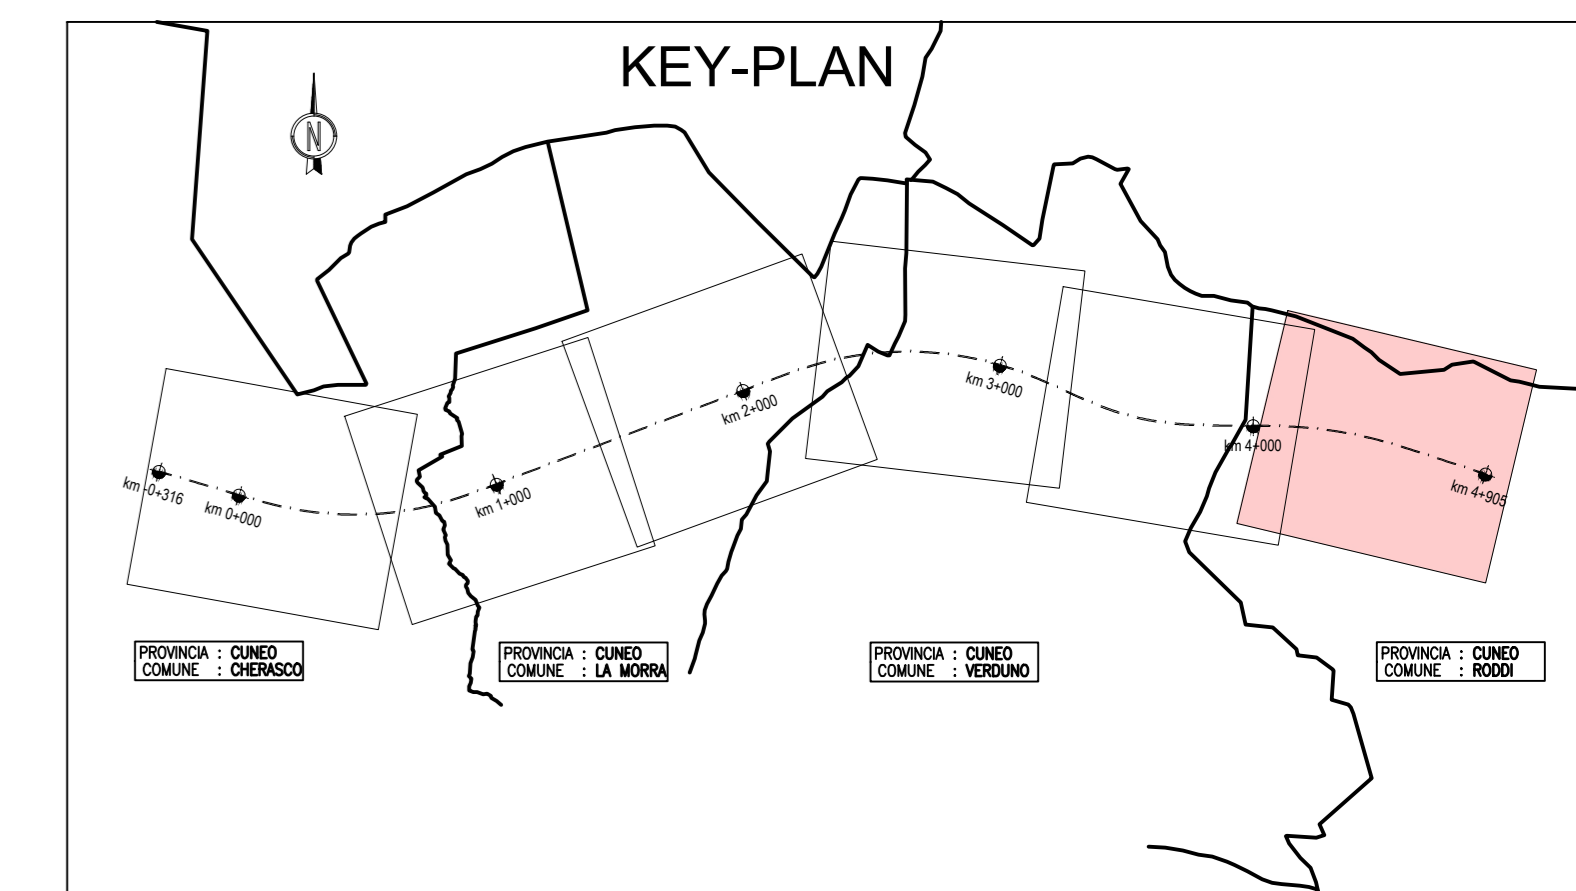 KEY-PLAN
N
km -0+316
km 0+000
km 1+000
km 2+000
km 3+000
km 4+000
km 4+905
PROVINCIA : CUNEO
COMUNE : CHERASCO
PROVINCIA : CUNEO
COMUNE : LA MORRA
PROVINCIA : CUNEO
COMUNE : VERDUNO
PROVINCIA : CUNEO
COMUNE : RODDI